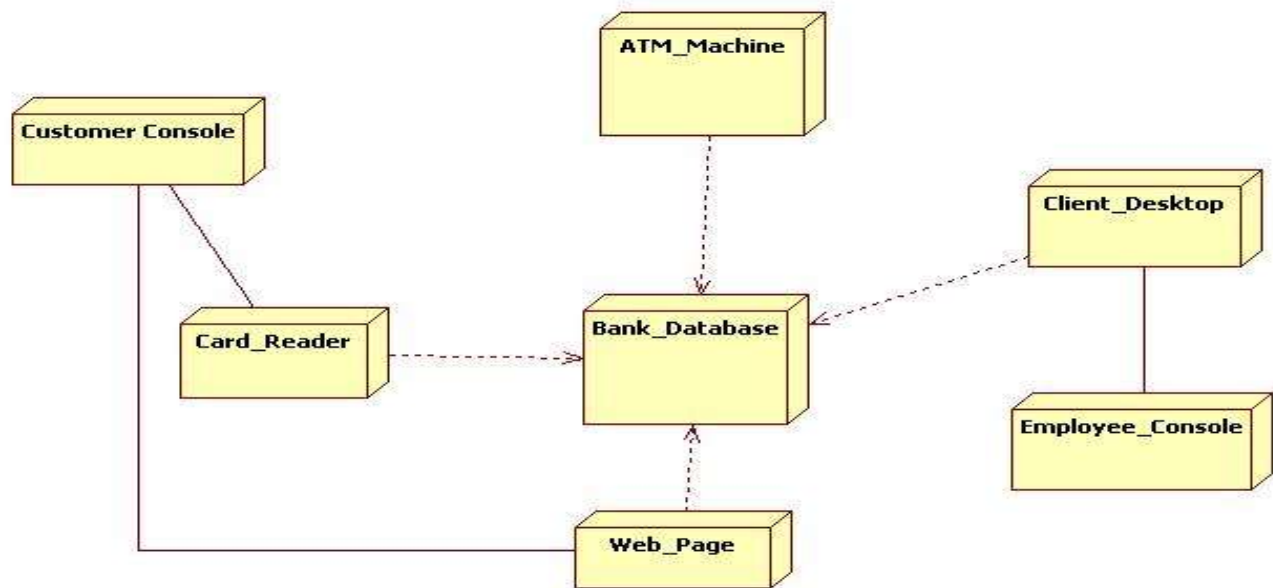 ATM_Machine
Customer Console
Client_Desktop
Bank_Database
Card_Reader
Employee_Console
Web_Page